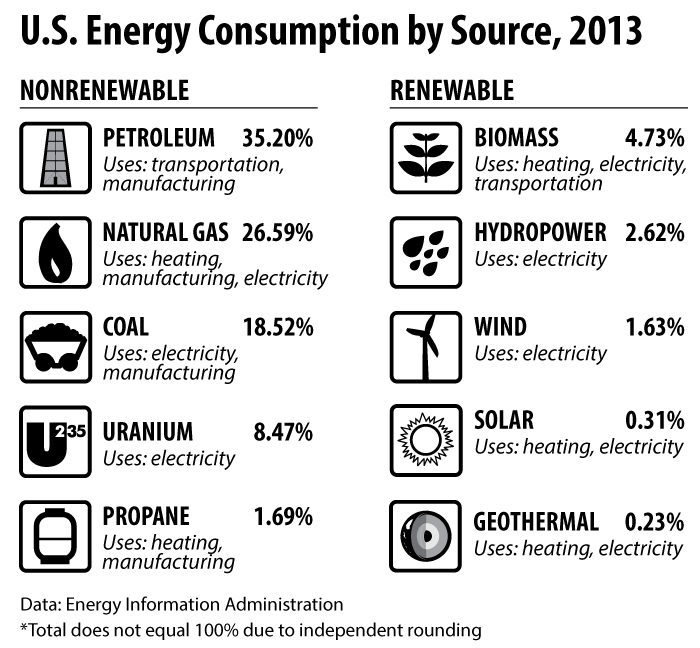 U.S. Energy Consumption by Source, 2013
NONRENEWABLE
PETROLEUM 35.20%
Uses: transportation,
manufacturing
NATURAL GAS 26.59%
Uses: heating,
manufacturing, electricity
COAL 18.52%
Uses: electricity,
manufacturing
U235
URANIUM 8.47%
Uses: electricity
PROPANE 1.69%
Uses: heating,
manufacturing
RENEWABLE
BIOMASS 4.73%
Uses: heating, electricity,
transportation
HYDROPOWER 2.62%
Uses: electricity
WIND 1.63%
Uses: electricity
SOLAR 0.31%
Uses: heating, electricity
GEOTHERMAL 0.23%
Uses: heating, electricity
Data: Energy Information Administration
*Total does not equal 100% due to independent rounding